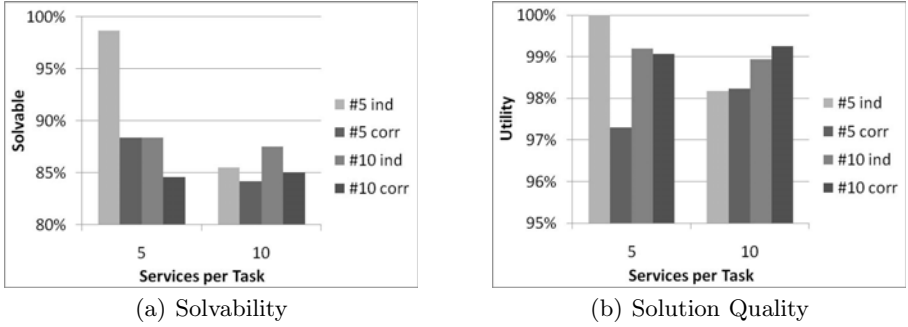 100%
95%
90%
85%
80%
Solvable
5
10
Services per Task
#5 ind
#5 corr
#10 ind
#10 corr
(a) Solvability
100%
99%
98%
97%
96%
95%
Utility
5
10
Services per Task
#5 ind
#5 corr
#10 ind
#10 corr
(b) Solution Quality